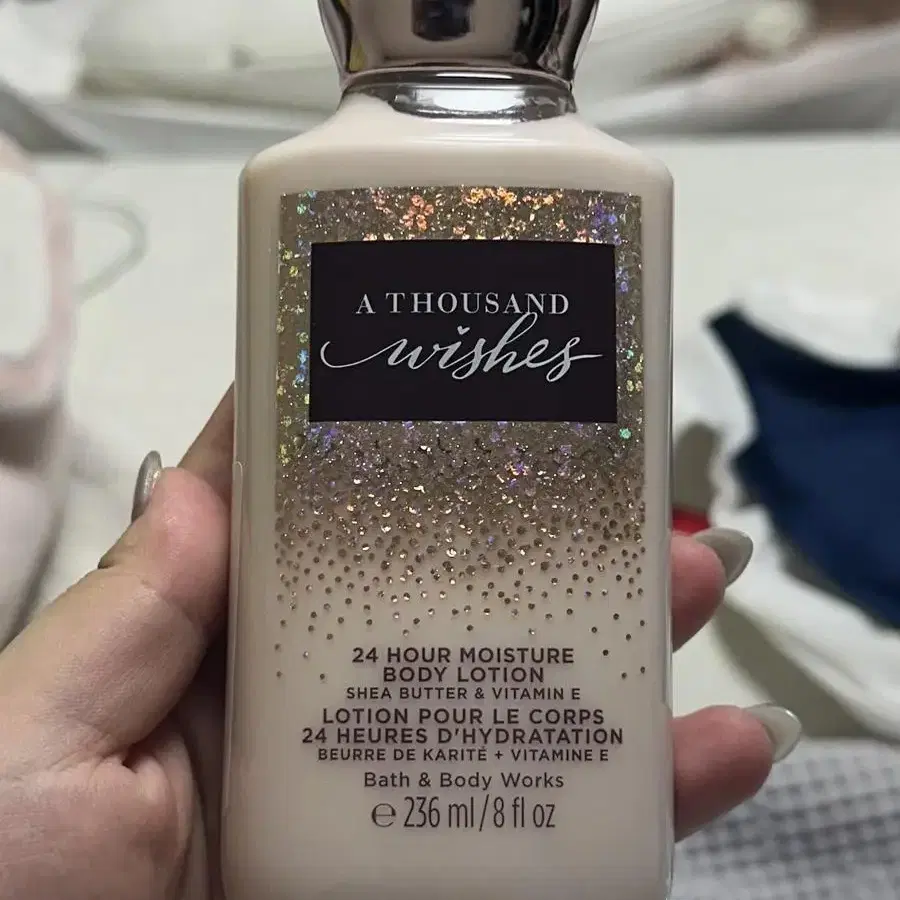 A THOUSAND
wishes
24 HOUR MOISTURE
BODY LOTION
SHEA BUTTER & VITAMIN E
LOTION POUR LE CORPS
24 HEURES D'HYDRATATION
BEURRE DE KARITÉ + VITAMINE E
Bath & Body Works
℮ 236 ml/8 fl oz